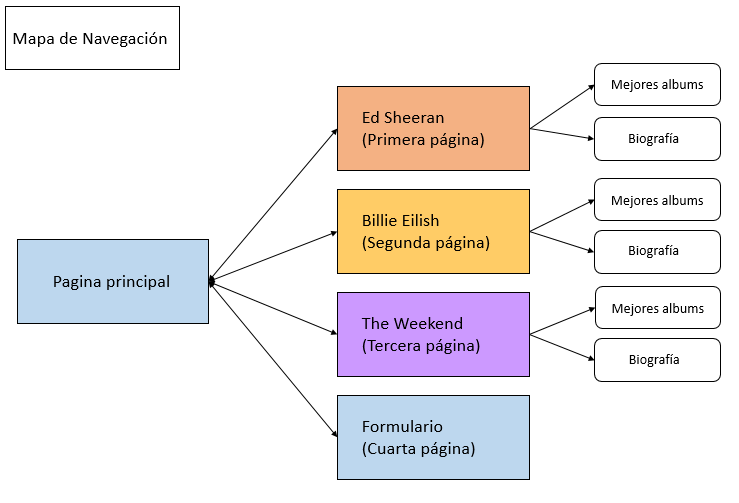 Mapa de Navegación
Pagina principal
Ed Sheeran
(Primera página)
Mejores albums
Biografía
Billie Eilish
(Segunda página)
Mejores albums
Biografía
The Weekend
(Tercera página)
Mejores albums
Biografía
Formulario
(Cuarta página)